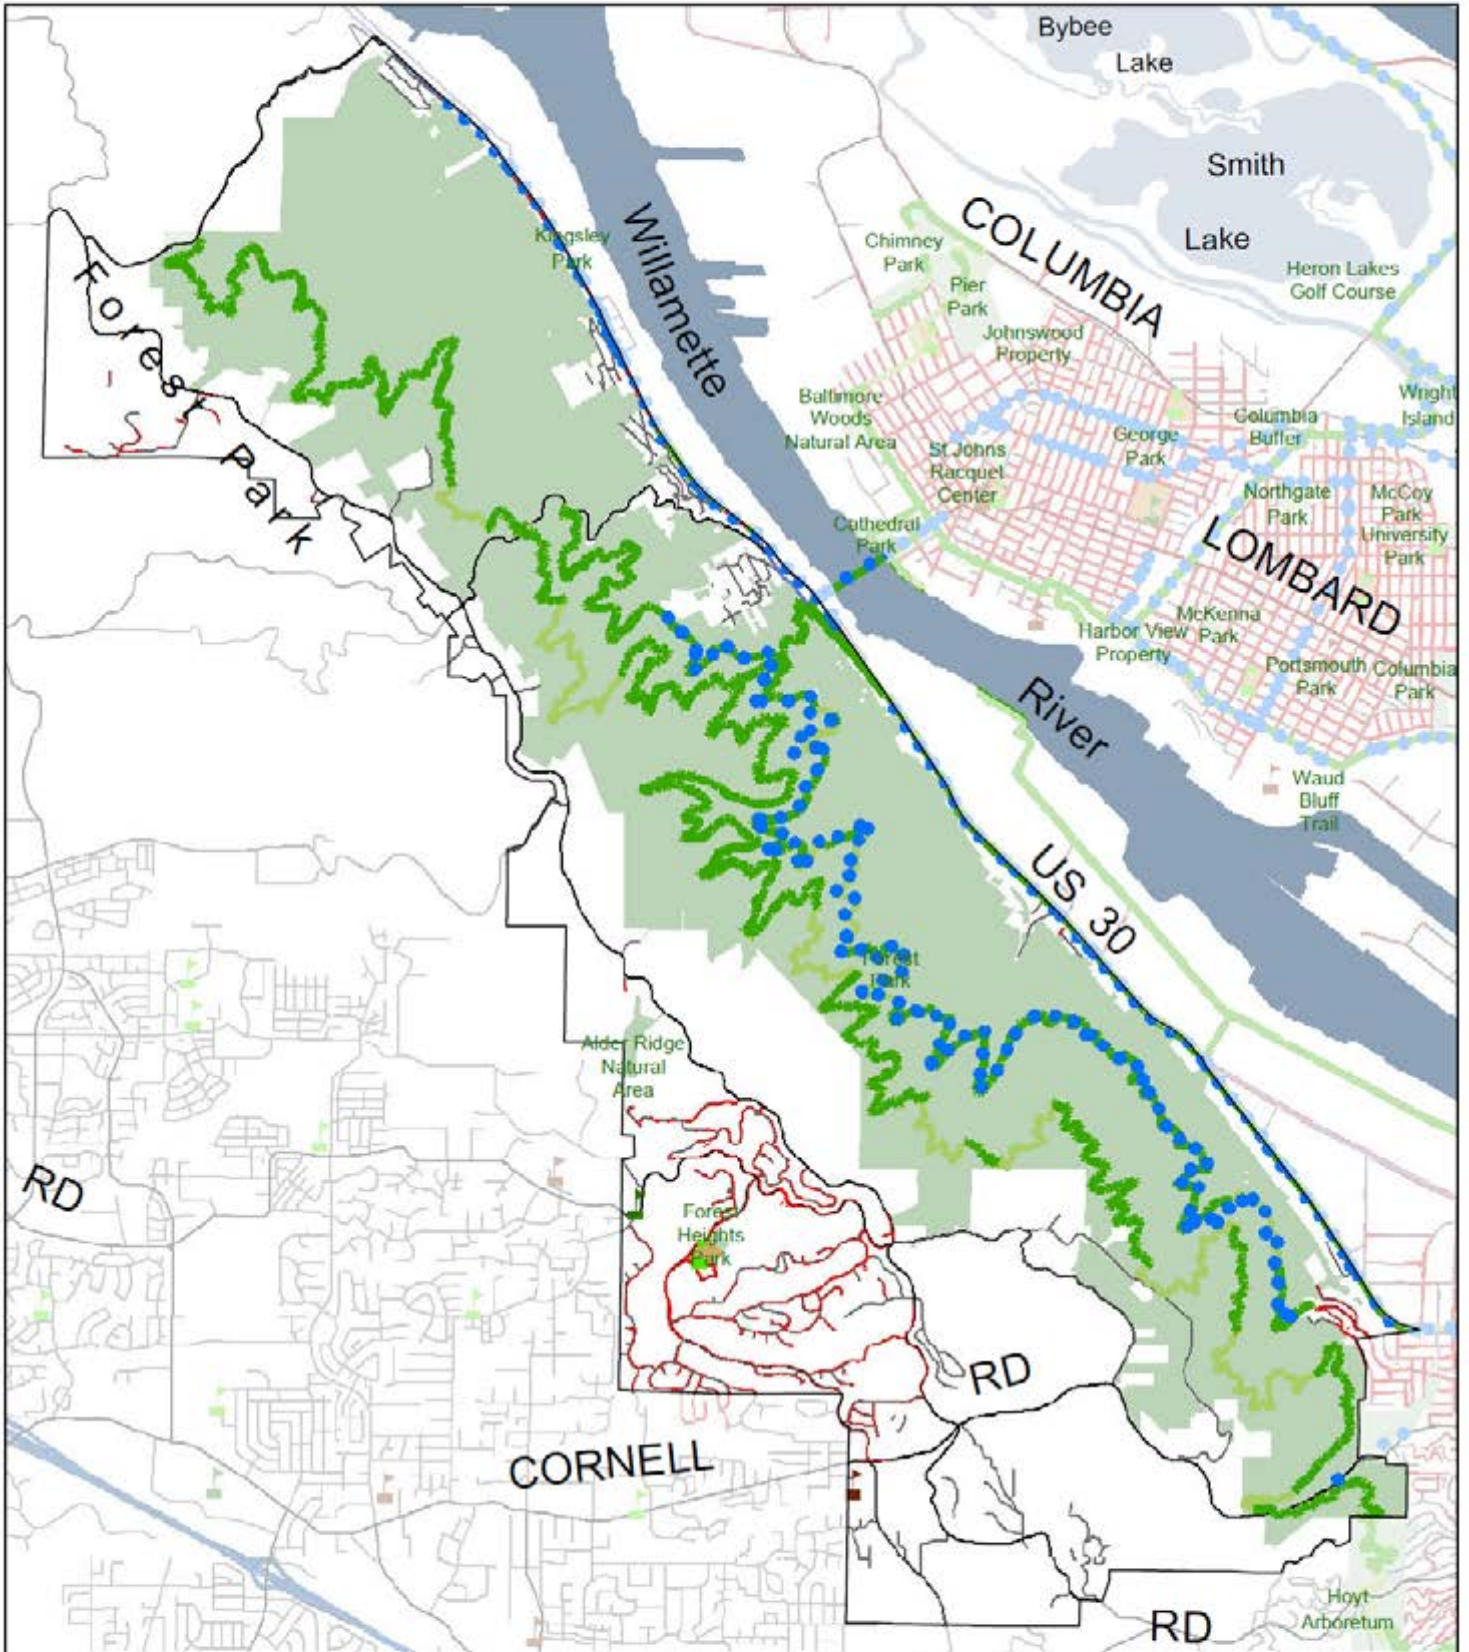 Bybee
Lake
Smith
Lake
COLUMBIA
Heron Lakes
Golf Course
Chimney
Park
Pier
Park
Johnswood
Property
Kingsley
Park
Willamette
Forest
Park
Baltimore
Woods
Natural Area
St Johns
Racquet
Center
George
Park
Columbia
Buffer
Wright
Island
Northgate
Park
McCoy
Park
University
Park
LOMBARD
Cathedral
Park
McKenna
Park
Harbor View
Property
Portsmouth
Park
Columbia
Park
River
Waud
Bluff
Trail
US 30
Forest
Park
Alder Ridge
Natural
Area
RD
Forest
Heights
Park
RD
CORNELL
Hoyt
Arboretum
RD